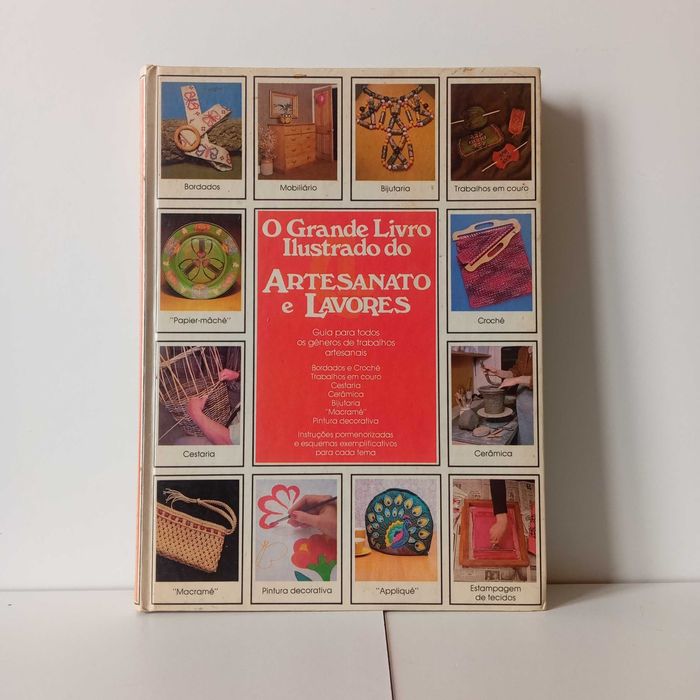 Bordados
Mobiliário
Bijutaria
Trabalhos em couro
O Grande Livro
Ilustrado do
ARTESANATO
e LAVORES
Guia para todos
os géneros de trabalhos
artesanais
Bordados e Croché
Trabalhos em couro
Cestaria
Cerâmica
Bijutaria
"Macramé"
Pintura decorativa
Instruções pormenorizadas
e esquemas exemplificativos
para cada tema
"Papier-mâché"
Croché
Cestaria
Cerâmica
"Macramé"
Pintura decorativa
"Appliqué"
Estampagem
de tecidos